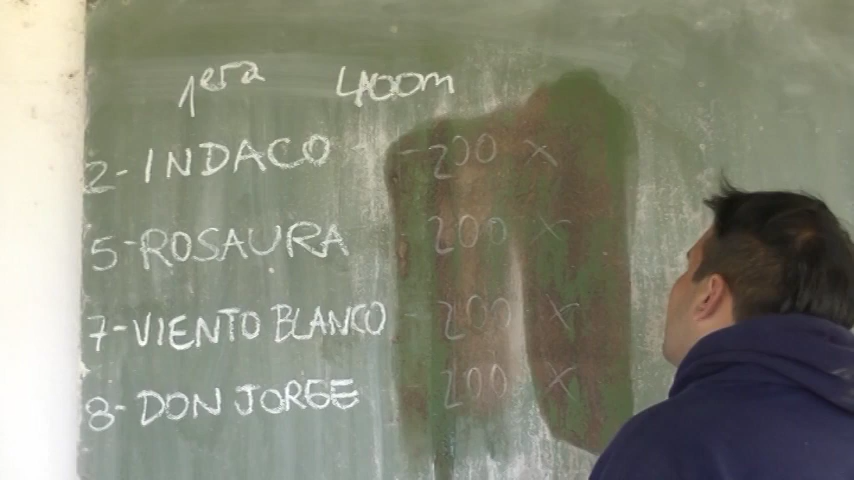 1era 400m
2-INDACO - 200 X
5-ROSAURA - 200 X
7-VIENTO BLANCO - 200 X
8-DON JORGE - 200 X